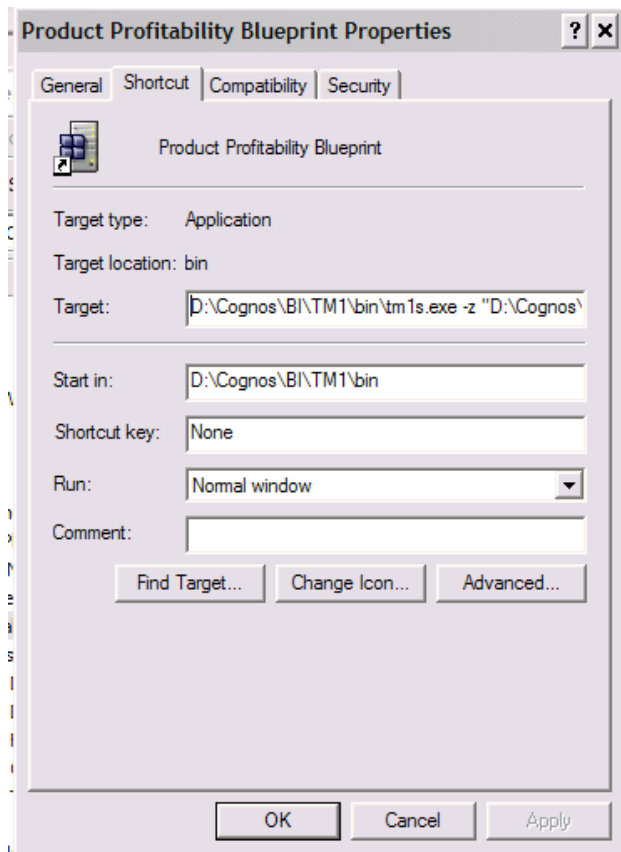 Product Profitability Blueprint Properties
General Shortcut Compatibility Security
Product Profitability Blueprint
Target type: Application
Target location: bin
Target: D:\Cognos\BI\TM1\bin\tm1s.exe -z "D:\Cognos\
Start in: D:\Cognos\BI\TM1\bin
Shortcut key: None
Run: Normal window
Comment:
Find Target... Change Icon... Advanced...
OK Cancel Apply